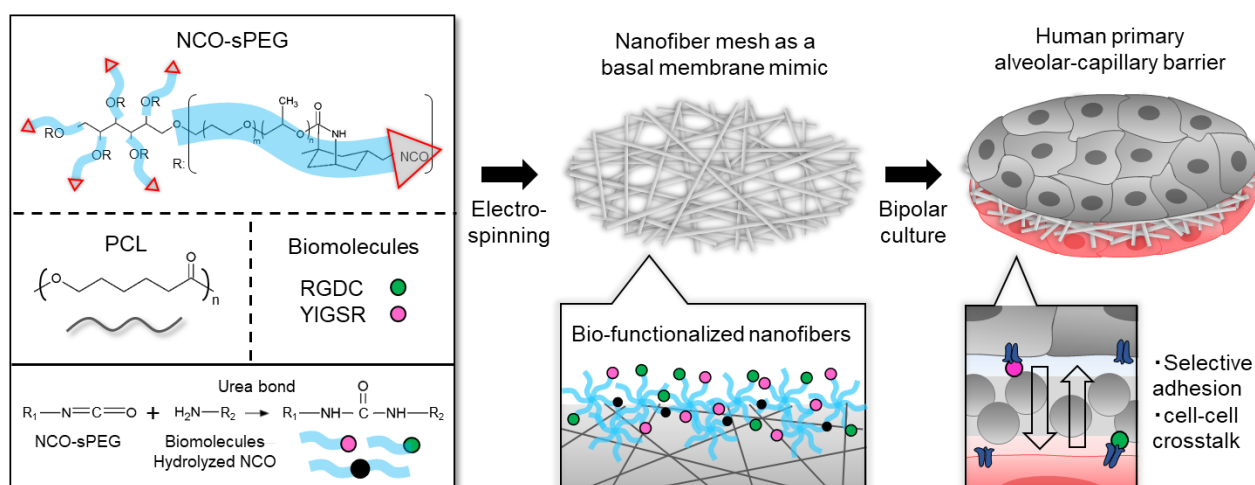 NCO-sPEG
OR
OR
RO
OR
OR
R:
O
O
m
CH3
O
n
O
NH
NCO
PCL
O
O
n
Biomolecules
RGDC
YIGSR
Urea bond
R1—N=C=O + H2N—R2 → R1—NH—C—NH—R2
O
NCO-sPEG
Biomolecules
Hydrolyzed NCO
Electro-
spinning
Nanofiber mesh as a
basal membrane mimic
Bio-functionalized nanofibers
Bipolar
culture
Human primary
alveolar-capillary barrier
・Selective
adhesion
・cell-cell
crosstalk